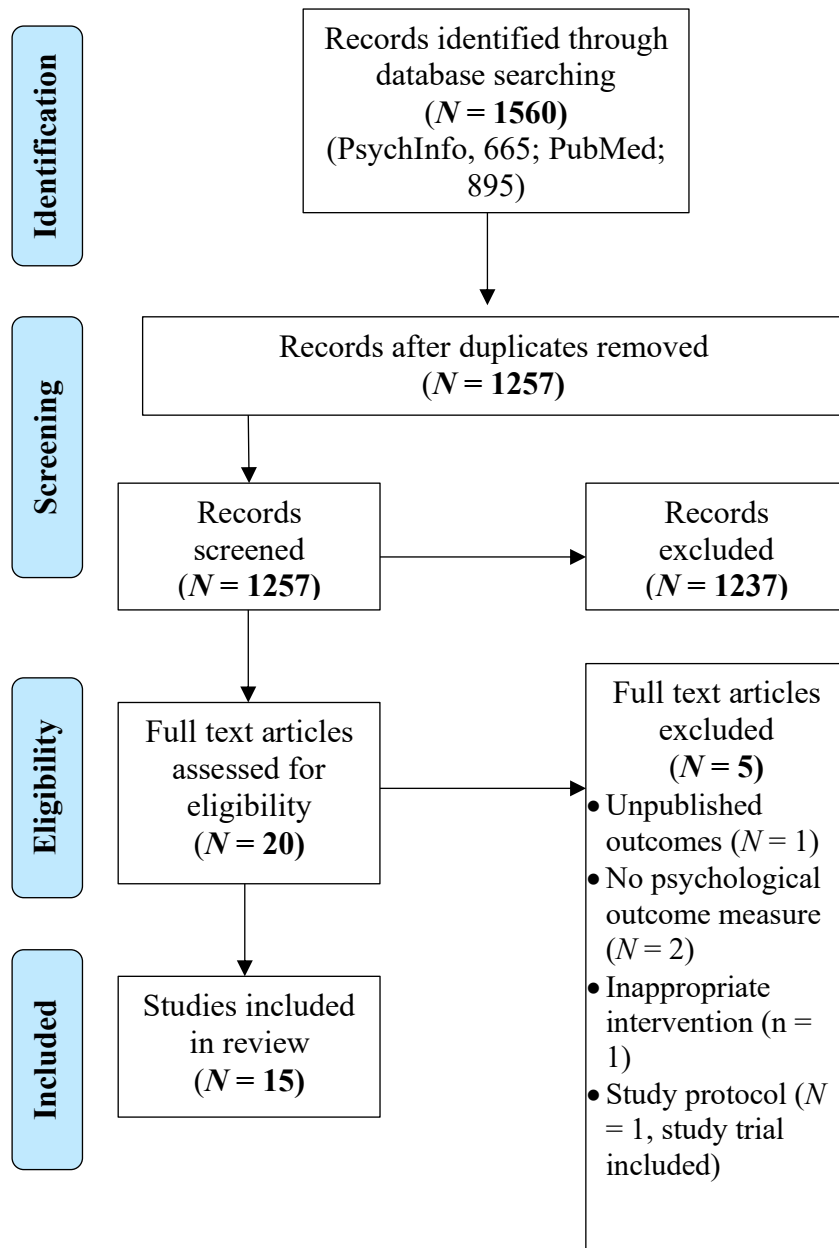 Identification
Records identified through
database searching
(N = 1560)
(PsychInfo, 665; PubMed;
895)
Screening
Records after duplicates removed
(N = 1257)
Records
screened
(N = 1257)
Records
excluded
(N = 1237)
Eligibility
Full text articles
assessed for
eligibility
(N = 20)
Full text articles
excluded
(N = 5)
• Unpublished
outcomes (N = 1)
• No psychological
outcome measure
(N = 2)
• Inappropriate
intervention (n =
1)
• Study protocol (N
= 1, study trial
included)
Included
Studies included
in review
(N = 15)